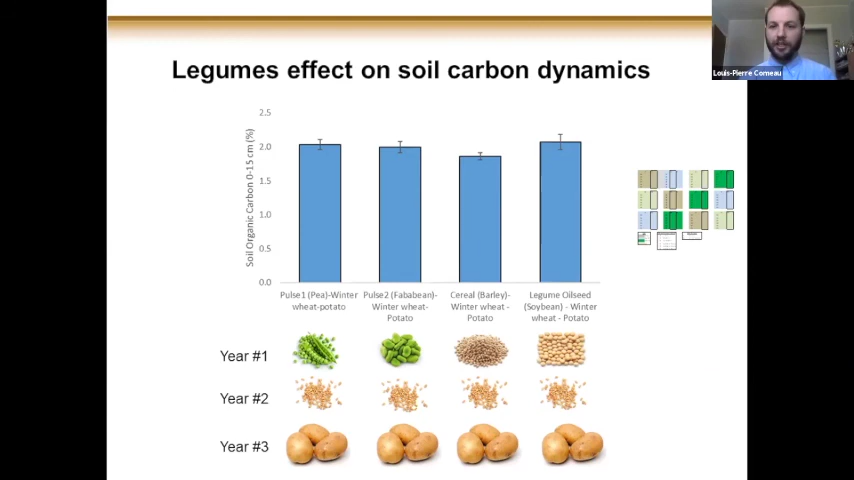 Louis-Pierre Comeau
Legumes effect on soil carbon dynamics
Soil Organic Carbon 0-15 cm (%)
2.5
2.0
1.5
1.0
0.5
0.0
Pulse1 (Pea)-Winter
wheat-potato
Pulse2 (Fababean)-
Winter wheat-
Potato
Cereal (Barley)-
Winter wheat -
Potato
Legume Oilseed
(Soybean) - Winter
wheat - Potato
Year #1
Year #2
Year #3